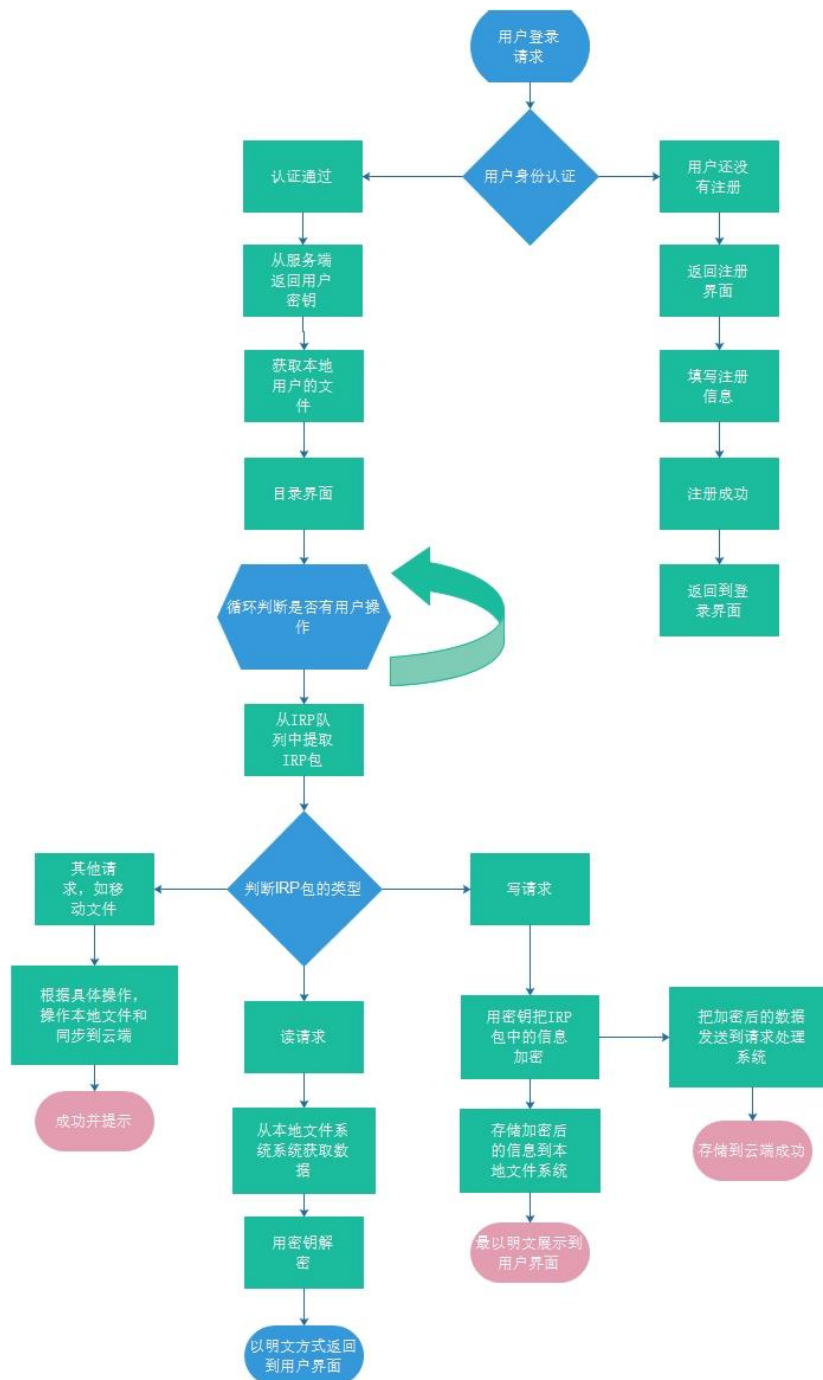 用户登录
请求
用户身份认证
认证通过
用户还没
有注册
从服务端
返回用户
密钥
返回注册
界面
获取本地
用户的文
件
填写注册
信息
目录界面
注册成功
循环判断是否有用户操
作
返回到登
录界面
从IRP队
列中提取
IRP包
判断IRP包的类型
其他请
求，如移
动文件
写请求
根据具体操作，
操作本地文件和
同步到云端
成功并提示
读请求
从本地文件系
统系统获取数
据
用密钥解
密
以明文方式返回
到用户界面
用密钥把IRP
包中的信息
加密
把加密后的数据
发送到请求处理
系统
存储加密后
的信息到本
地文件系统
存储到云端成功
最以明文展示到
用户界面